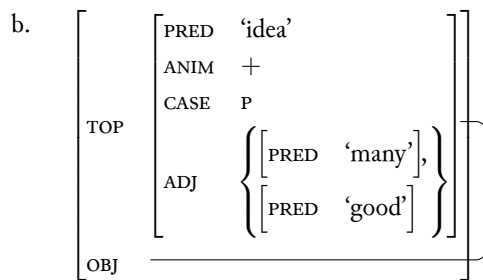 b.
PRED ‘idea’
ANIM +
CASE P
TOP
ADJ { [PRED ‘many’],
[PRED ‘good’] }
OBJ